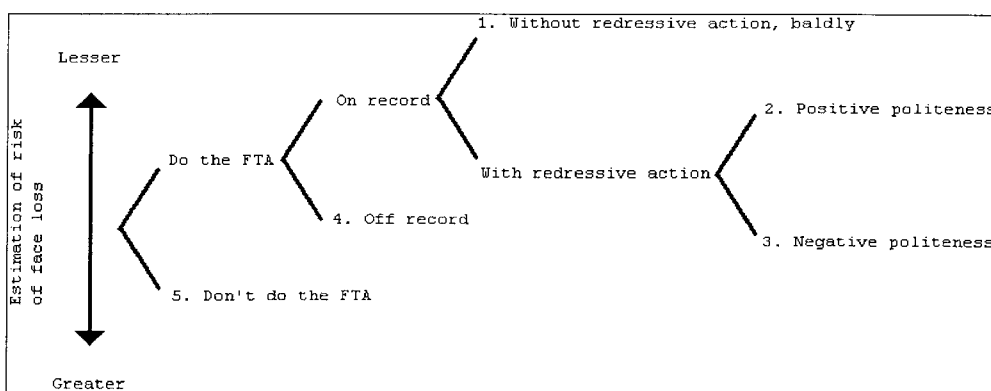 1. Without redressive action, baldly
Lesser
On record
2. Positive politeness
Do the FTA
With redressive action
4. Off record
3. Negative politeness
5. Don't do the FTA
Greater
Estimation of risk
of face loss